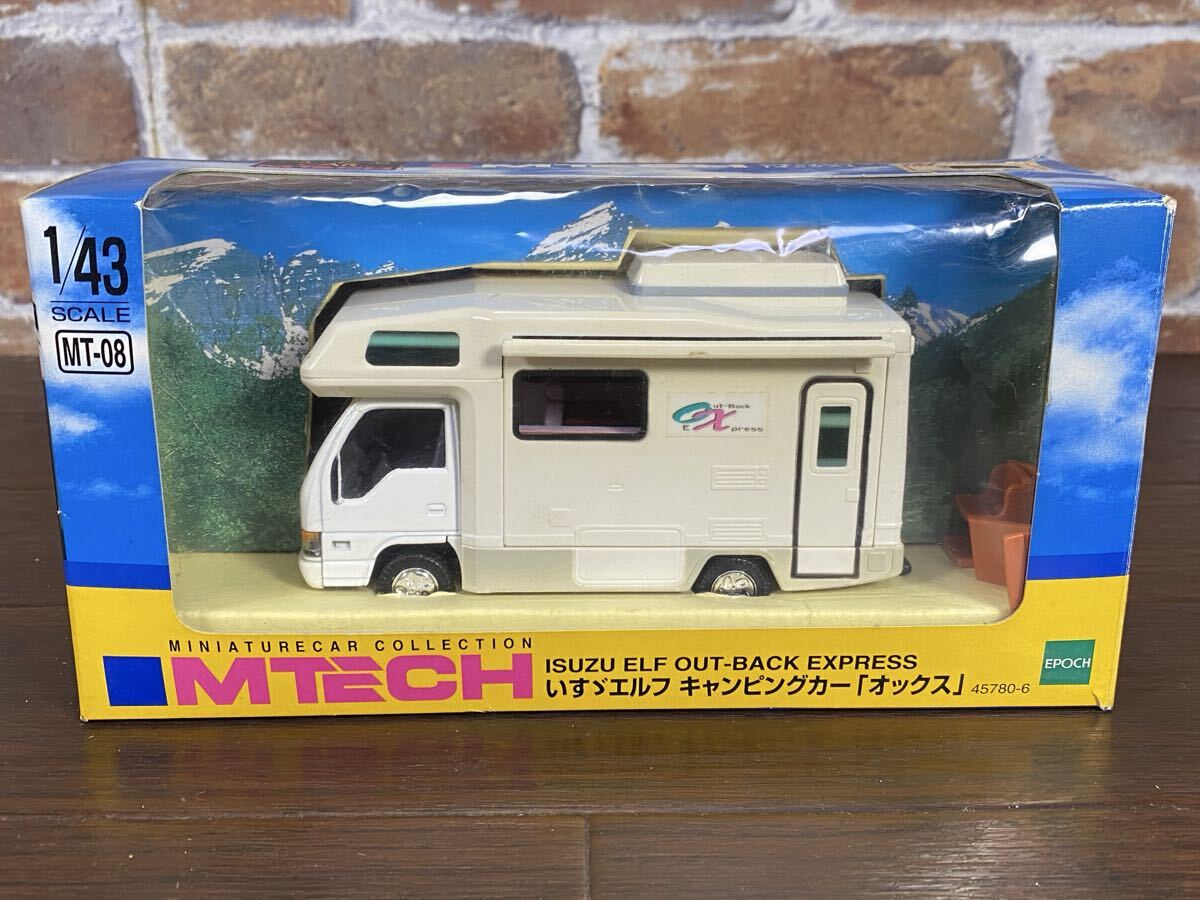 1/43
SCALE
MT-08
Out-Back
EXpress
MINIATURECAR COLLECTION
MTECH
ISUZU ELF OUT-BACK EXPRESS
いすゞエルフ キャンピングカー「オックス」 45780-6
EPOCH